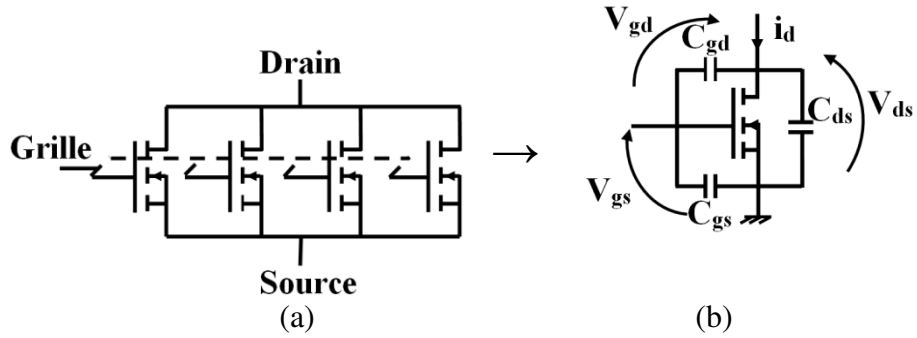 Drain
Grille
Source
(a)
→
V_gd
C_gd
i_d
C_ds
V_ds
V_gs
C_gs
(b)